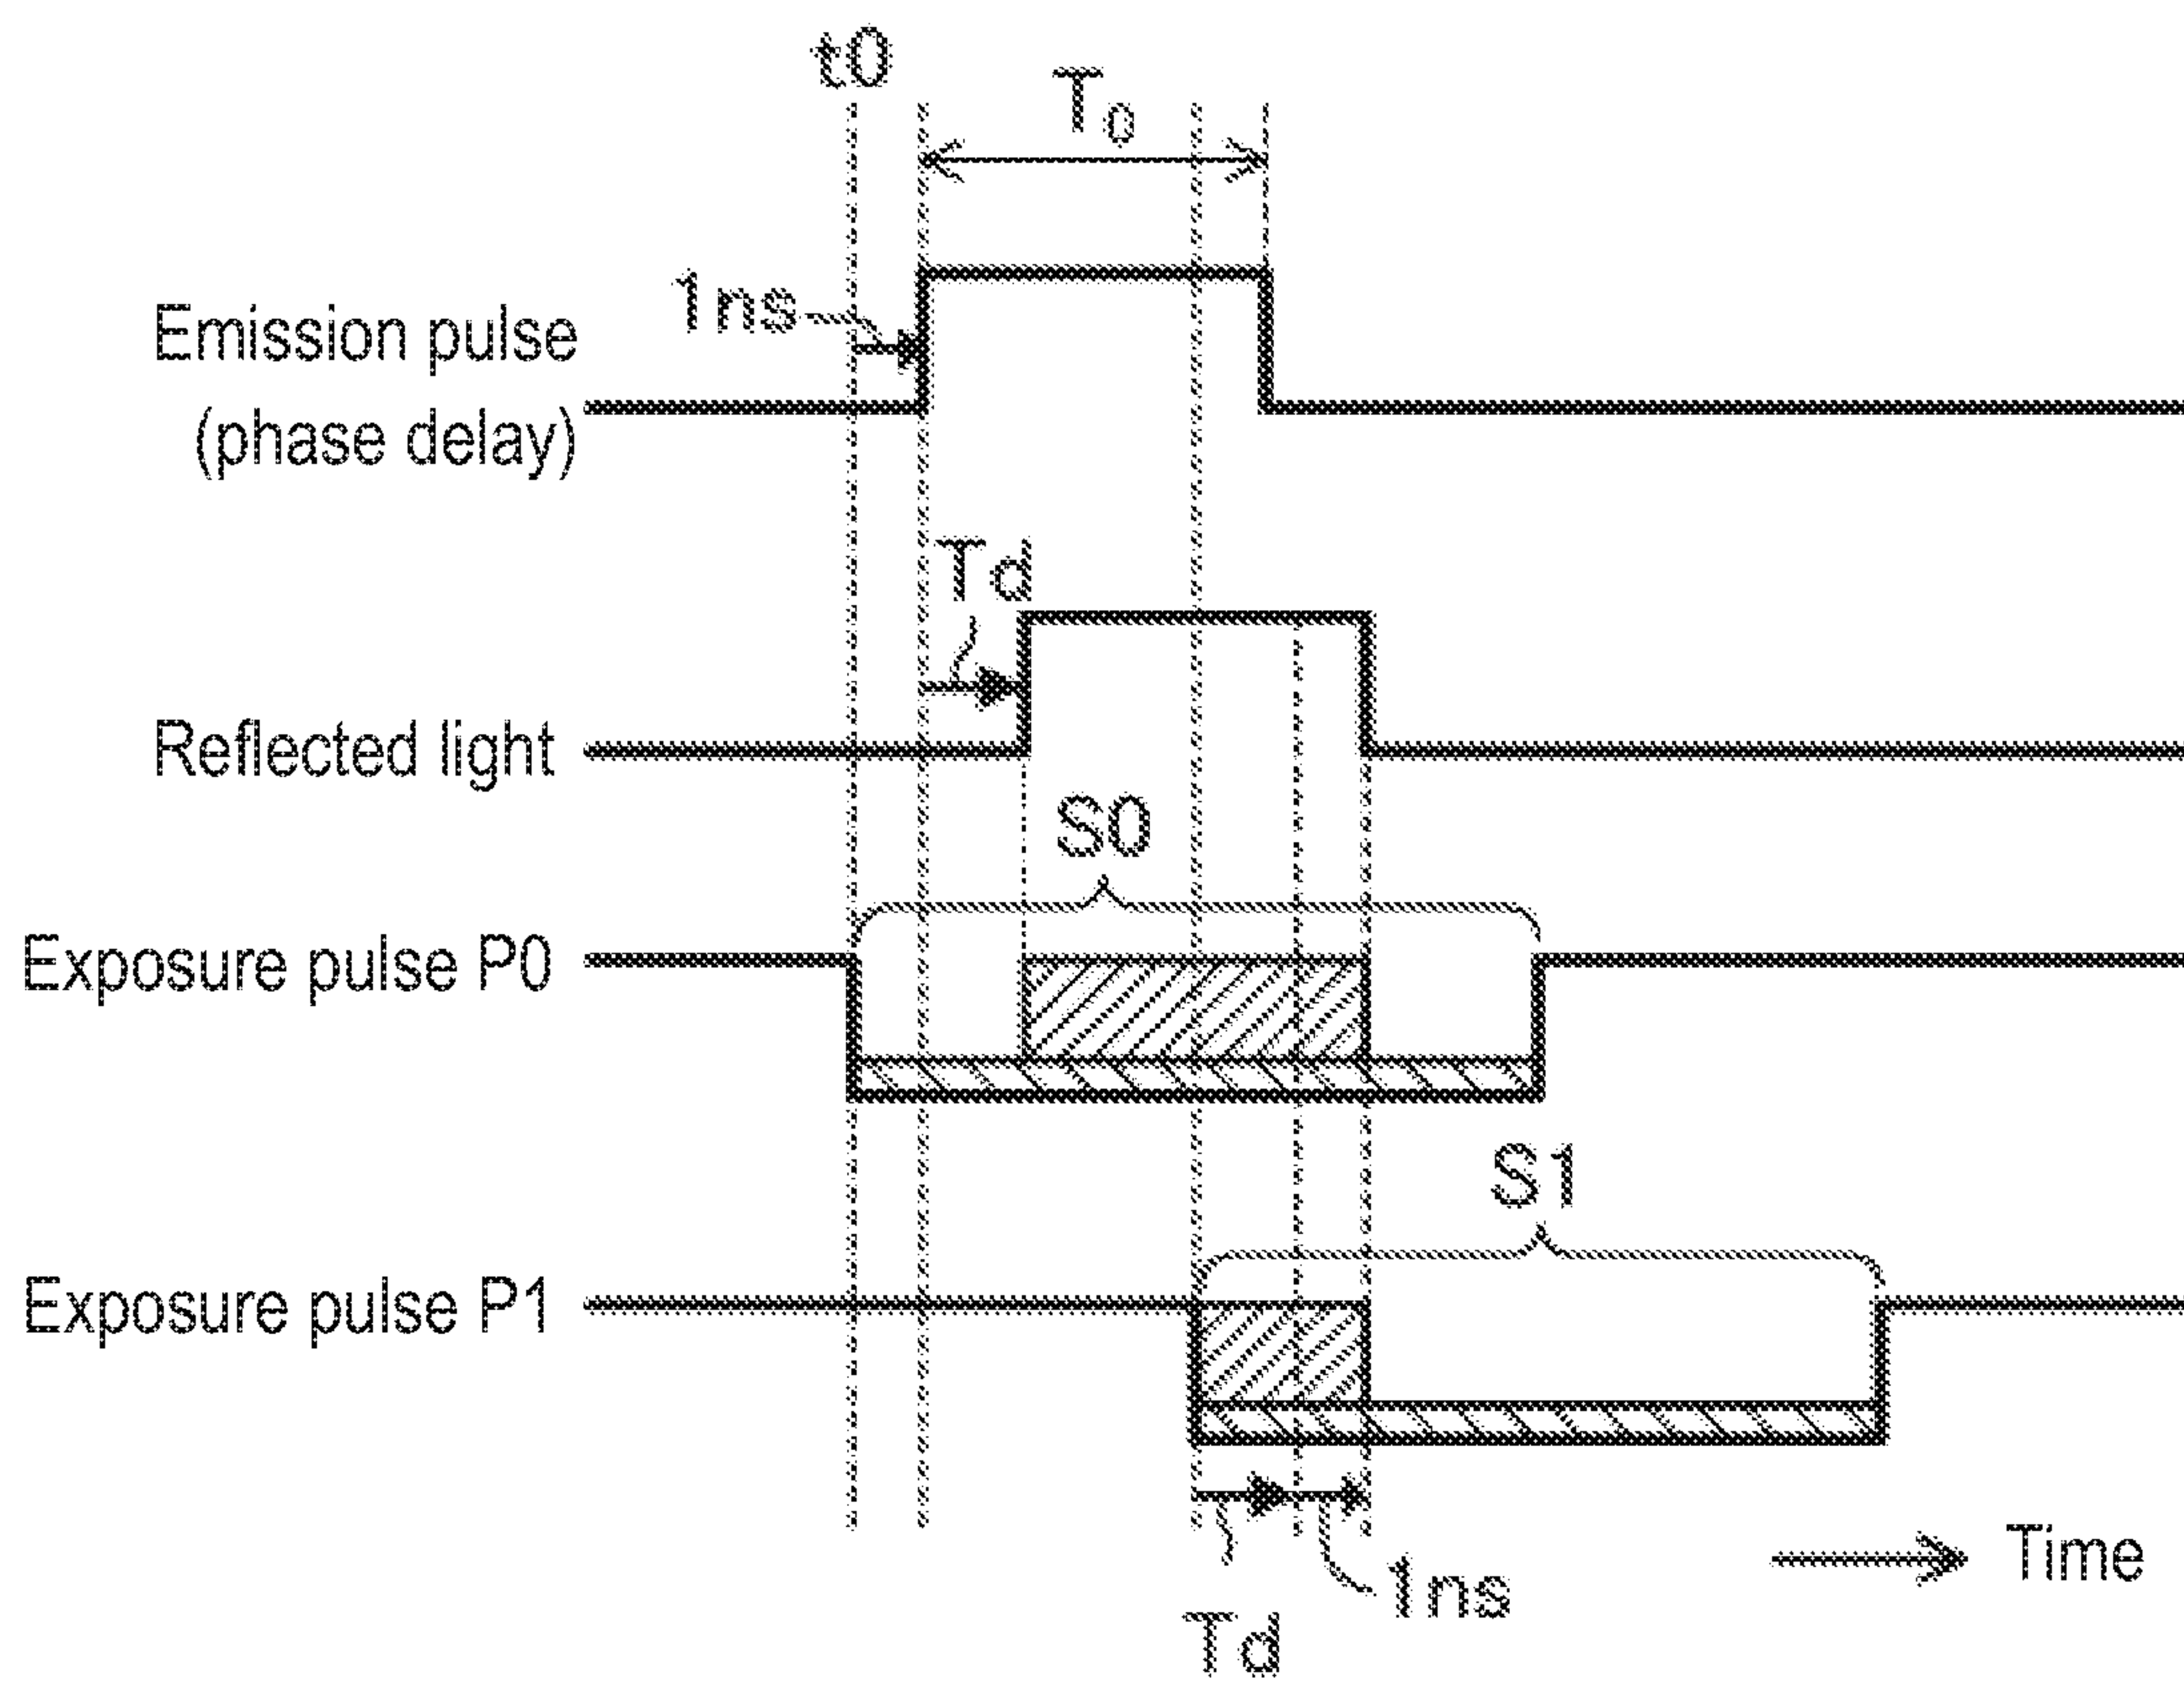 t0
T0
1ns
Emission pulse
(phase delay)
Td
Reflected light
S0
Exposure pulse P0
S1
Exposure pulse P1
1ns
Time
Td